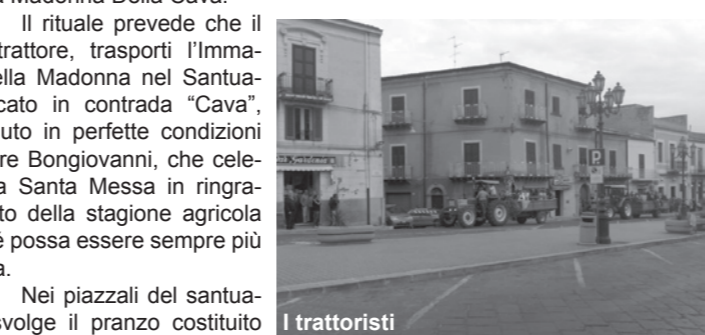 a Madonna Della Cava.
Il rituale prevede che il
trattore, trasporti l'Imma-
ella Madonna nel Santua-
cato in contrada “Cava”,
uto in perfette condizioni
re Bongiovanni, che cele-
a Santa Messa in ringra-
to della stagione agricola
é possa essere sempre più
a.
Nei piazzali del santua-
svolge il pranzo costituito
I trattoristi
P